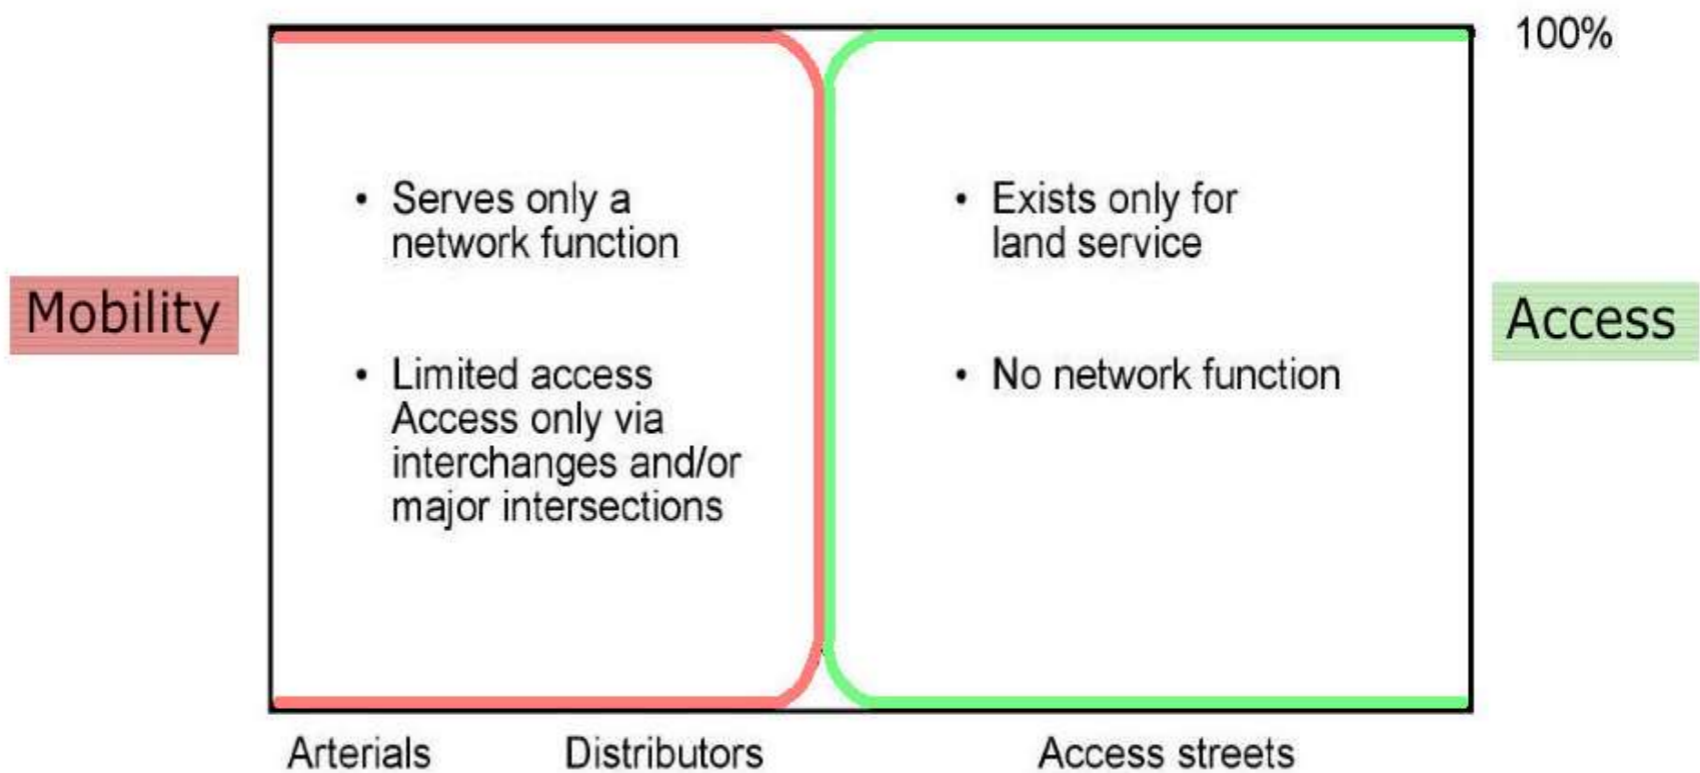 100%
• Serves only a
network function
• Limited access
Access only via
interchanges and/or
major intersections
• Exists only for
land service
• No network function
Mobility
Access
Arterials
Distributors
Access streets